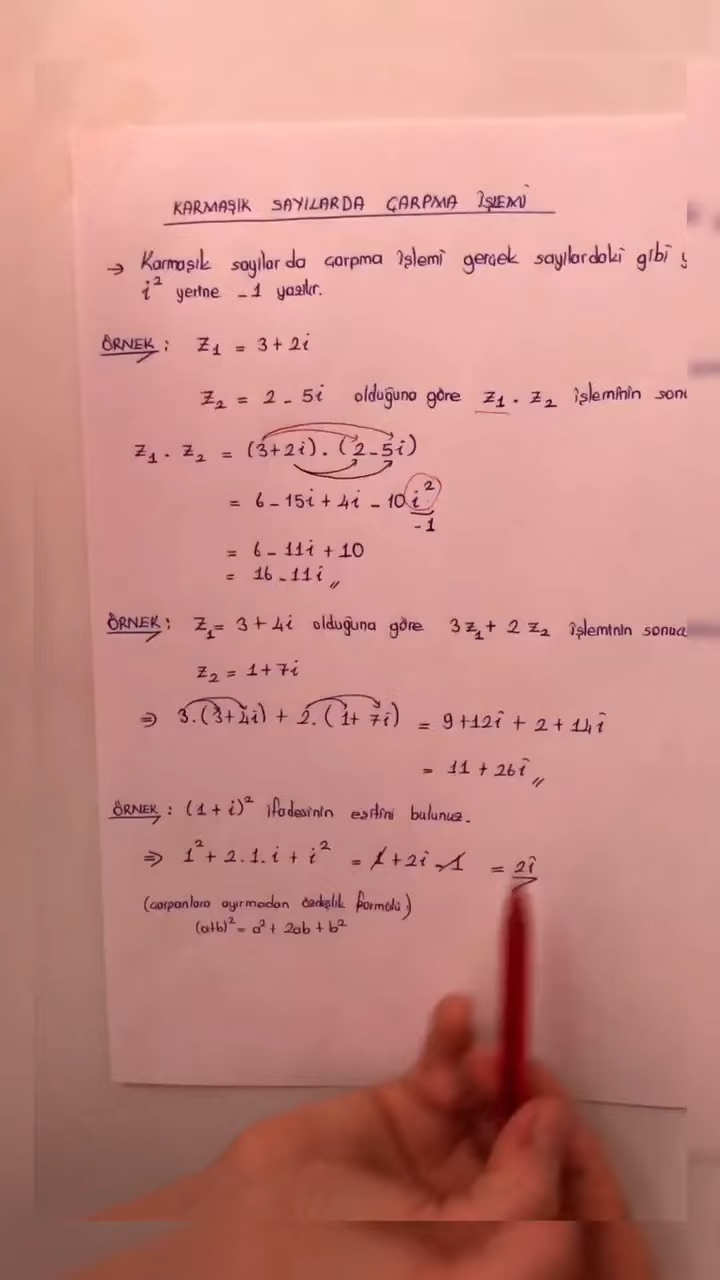 KARMAŞIK SAYILARDA ÇARPMA İŞLEMİ
→ Karmaşık sayılarda çarpma işlemi gerçek sayılardaki gibi
i² yerine -1 yazılır.
ÖRNEK: z₁ = 3+2i
z₂ = 2-5i olduğuna göre z₁ . z₂ işleminin
z₁ . z₂ = (3+2i) . (2-5i)
= 6-15i+4i-10i²
-1
= 6-11i+10
= 16-11i //
ÖRNEK: z₁= 3+4i olduğuna göre 3z₁+ 2z₂ işleminin
z₂ = 1+7i
⇒ 3.(3+4i) + 2.(1+7i) = 9+12i+2+14i
= 11+26i //
ÖRNEK: (1+i)² ifadesinin eşitini bulunuz.
⇒ 1²+2.1.i+i² = 1+2i-1 = 2i
(çarpanlara ayırmadan özdeşlik formülü)
(a+b)² = a²+2ab+b²